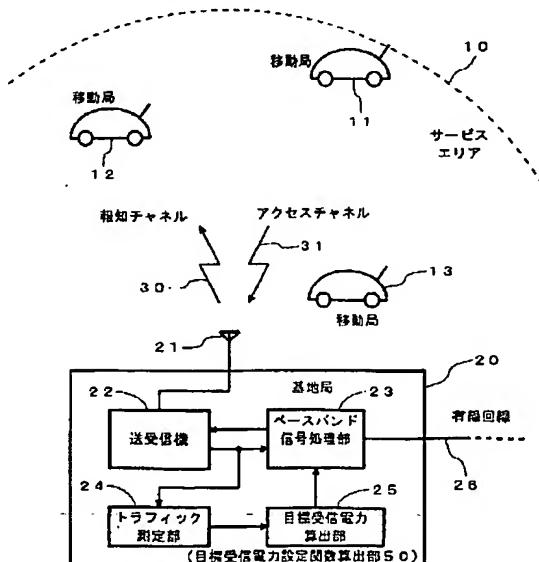 移動局
10
移動局
11
サービス
エリア
12
報知チャネル
アクセスチャネル
31
30
13
移動局
21
20
22
基地局
23
有線回線
送受信機
ベースバンド
信号処理部
26
24
25
トラフィック
測定部
目標受信電力
算出部
(目標受信電力設定関数算出部50)